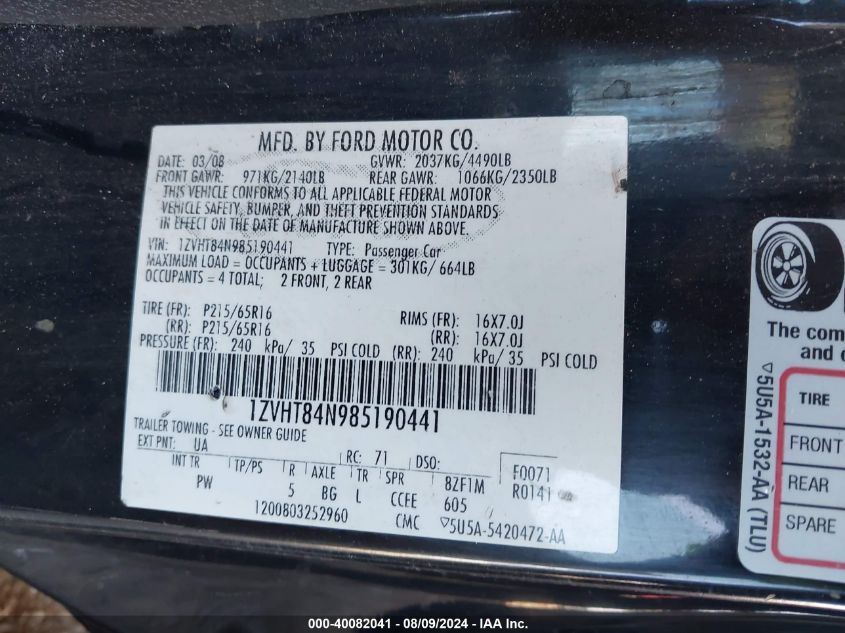 MFD. BY FORD MOTOR CO.
DATE: 03/08 GVWR: 2037KG/4490LB
FRONT GAWR: 971KG/2140LB REAR GAWR: 1066KG/2350LB
THIS VEHICLE CONFORMS TO ALL APPLICABLE FEDERAL MOTOR
VEHICLE SAFETY, BUMPER, AND THEFT PREVENTION STANDARDS
IN EFFECT ON THE DATE OF MANUFACTURE SHOWN ABOVE.
VIN: 1ZVHT84N985190441 TYPE: Passenger Car
MAXIMUM LOAD = OCCUPANTS + LUGGAGE = 301KG/ 664LB
OCCUPANTS = 4 TOTAL; 2 FRONT, 2 REAR
TIRE (FR): P215/65R16 RIMS (FR): 16X7.0J
(RR): P215/65R16 (RR): 16X7.0J
PRESSURE (FR): 240 kPa/ 35 PSI COLD (RR): 240 kPa/ 35 PSI COLD
1ZVHT84N985190441
TRAILER TOWING - SEE OWNER GUIDE
EXT PNT: UA RC: 71 DSO: F0071
INT TR TP/PS R AXLE TR SPR 8ZF1M R0141
PW 5 BG L CCFE 605
1200803252960 CMC ▽5U5A-5420472-AA
▽5U5A-1532-AA (TLU)
The com
and c
TIRE
FRONT
REAR
SPARE
000-40082041 - 08/09/2024 - IAA Inc.